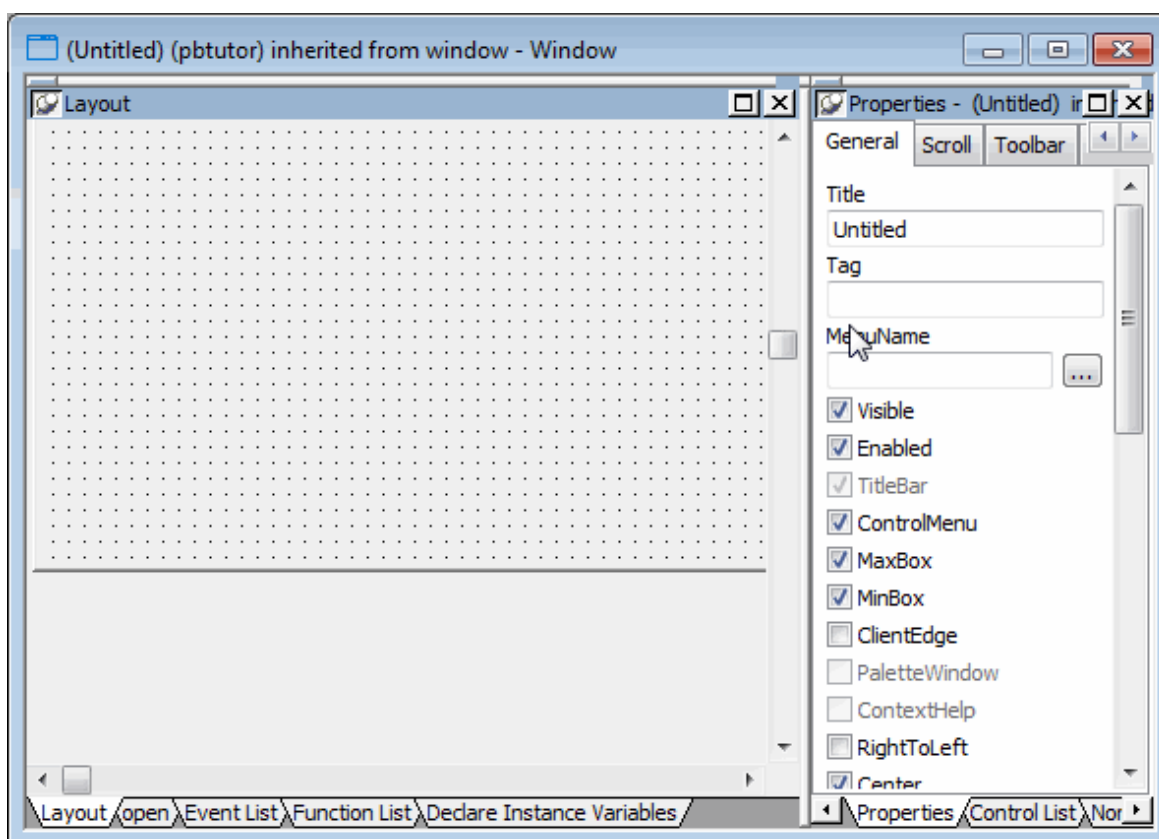 (Untitled) (pbtutor) inherited from window - Window
Layout
Properties - (Untitled)
General Scroll Toolbar
Title
Untitled
Tag
MenuName
...
Visible
Enabled
TitleBar
ControlMenu
MaxBox
MinBox
ClientEdge
PaletteWindow
ContextHelp
RightToLeft
Center
Layout open Event List Function List Declare Instance Variables
Properties Control List